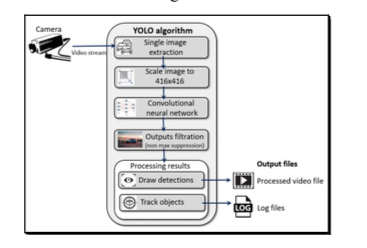 Camera
Video stream
YOLO algorithm
Single image
extraction
Scale image to
416x416
Convolutional
neural network
Outputs filtration
(non max suppression)
Processing results
Draw detections
Track objects
Output files
Processed video file
LOG
Log files